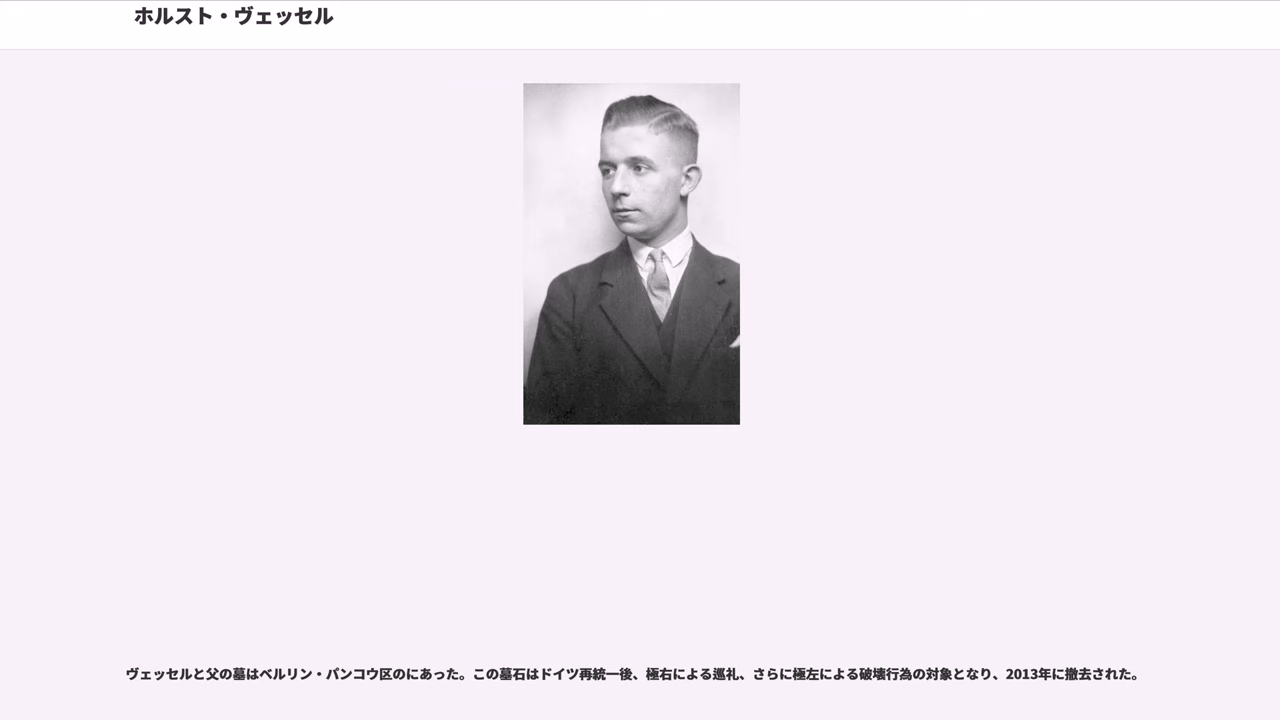 ホルスト・ヴェッセル
ヴェッセルと父の墓はベルリン・パンコウ区のにあった。この墓石はドイツ再統一後、極右による巡礼、さらに極左による破壊行為の対象となり、2013年に撤去された。